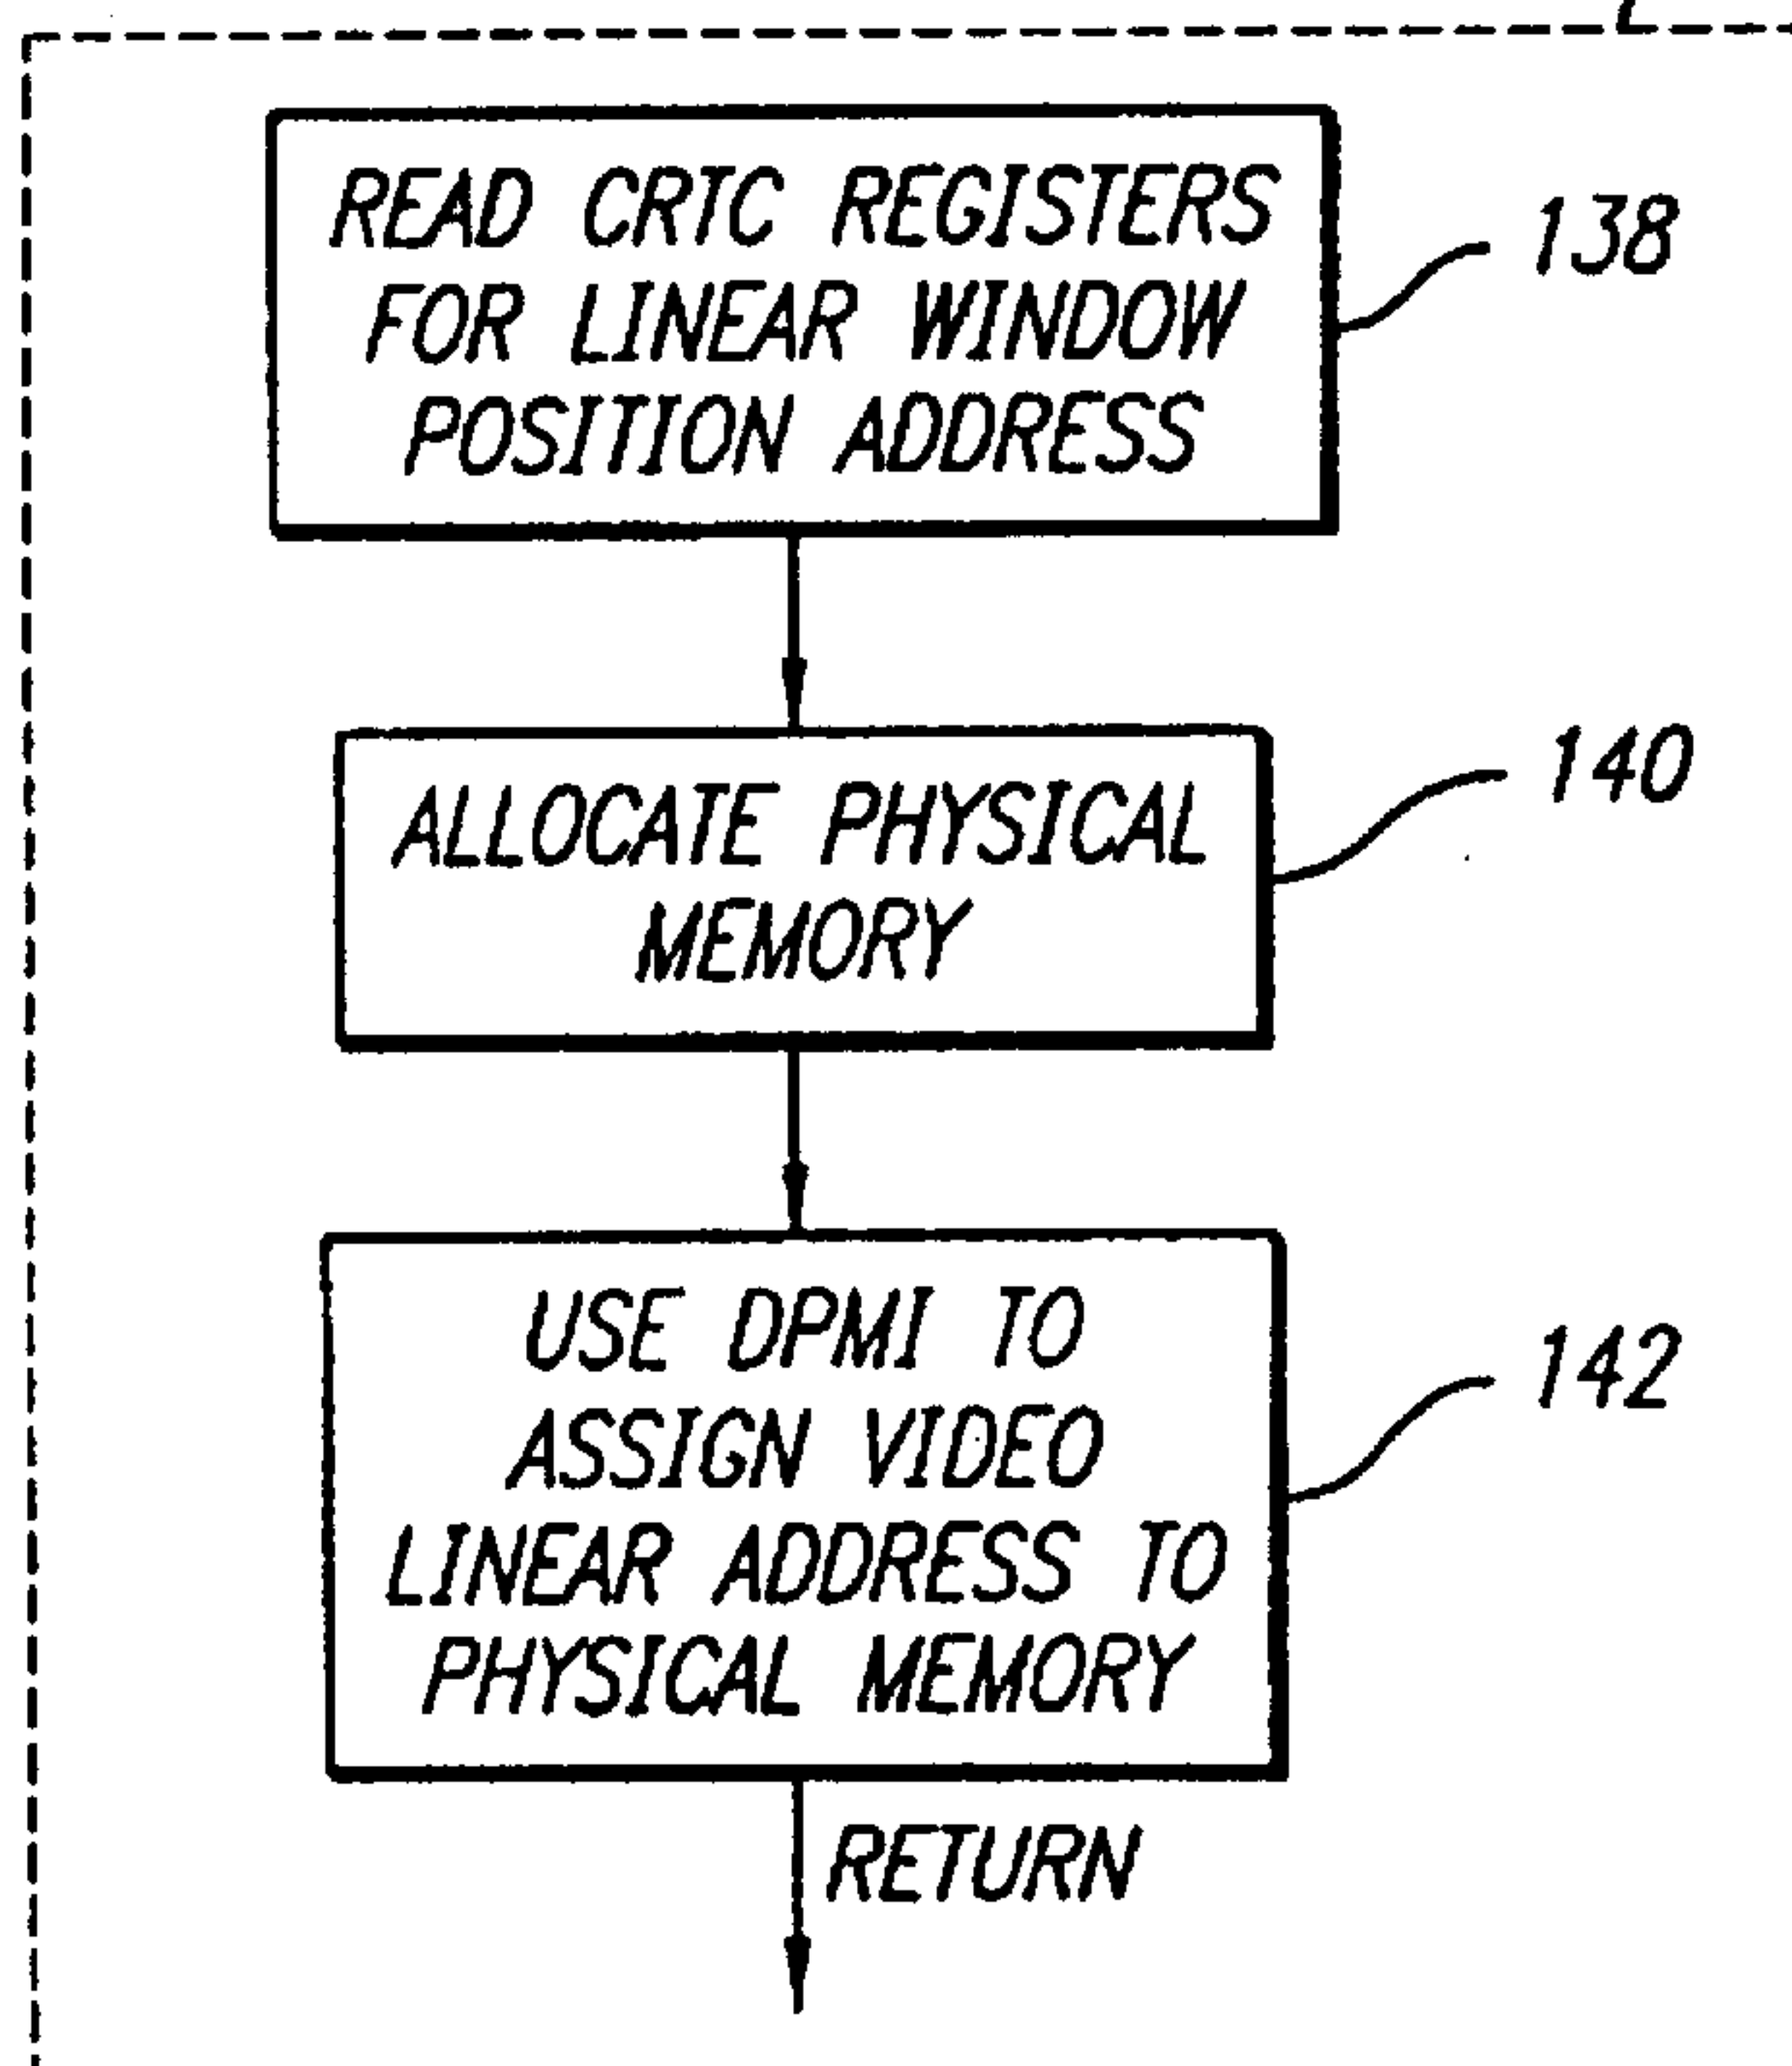 READ CRTC REGISTERS
FOR LINEAR WINDOW
POSITION ADDRESS
138
ALLOCATE PHYSICAL
MEMORY
140
USE DPMI TO
ASSIGN VIDEO
LINEAR ADDRESS TO
PHYSICAL MEMORY
142
RETURN